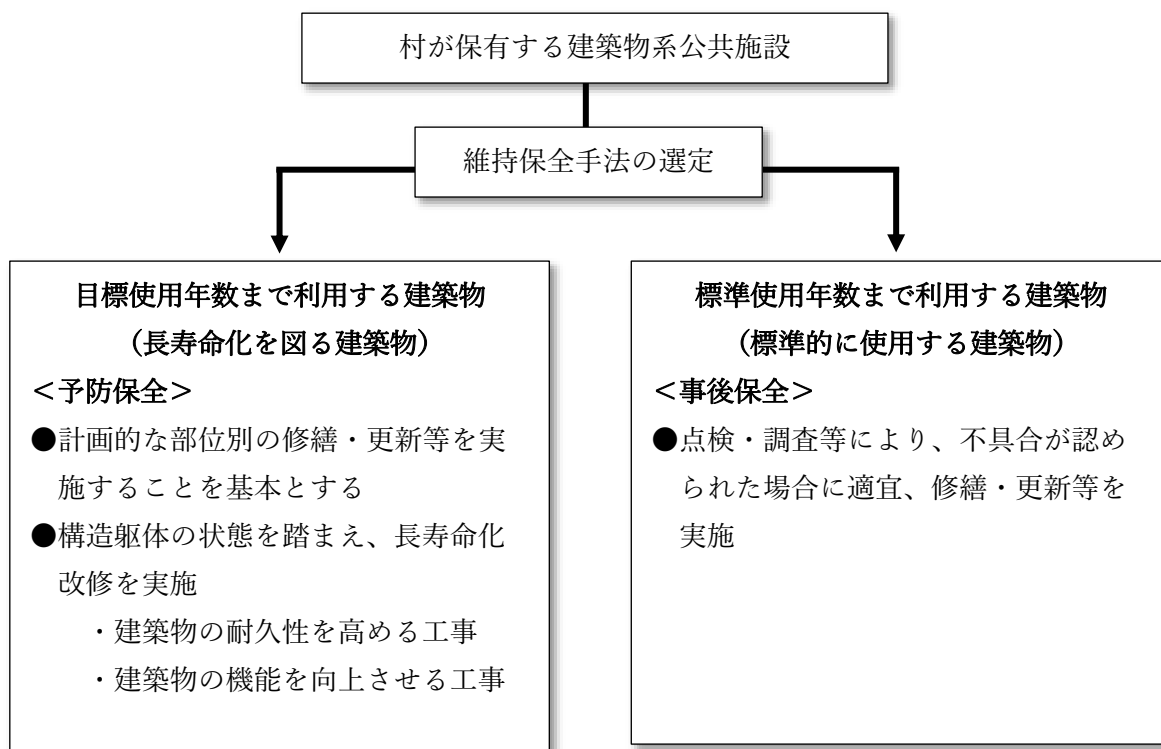 村が保有する建築物系公共施設
維持保全手法の選定
目標使用年数まで利用する建築物
（長寿命化を図る建築物）
＜予防保全＞
●計画的な部位別の修繕・更新等を実
施することを基本とする
●構造躯体の状態を踏まえ、長寿命化
改修を実施
・建築物の耐久性を高める工事
・建築物の機能を向上させる工事
標準使用年数まで利用する建築物
（標準的に使用する建築物）
＜事後保全＞
●点検・調査等により、不具合が認め
られた場合に適宜、修繕・更新等を
実施